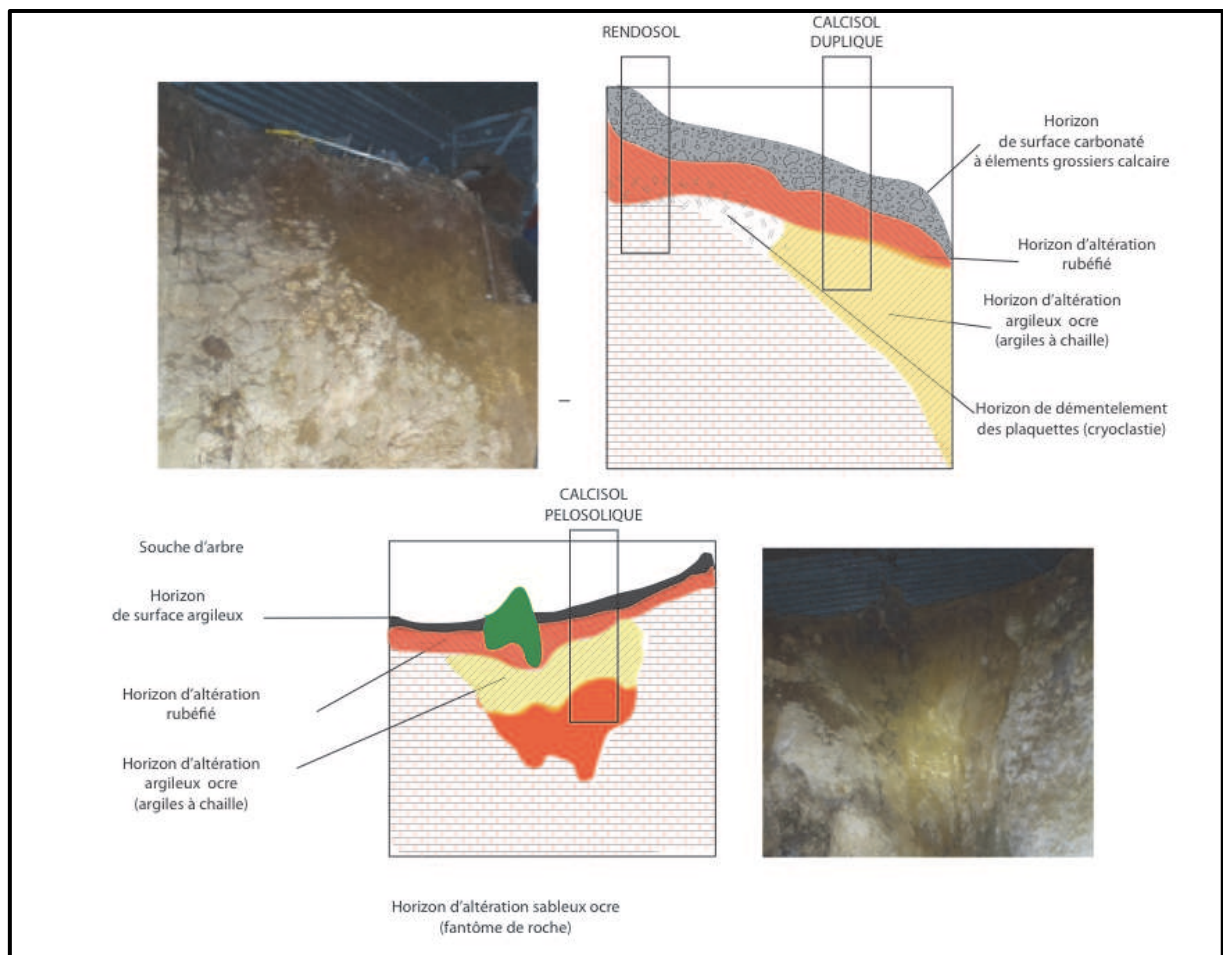 RENDOSOL
CALCISOL
DUPLIQUE
Horizon
de surface carbonaté
à élements grossiers calcaire
Horizon d'altération
rubéfié
Horizon d'altération
argileux ocre
(argiles à chaille)
Horizon de démentelement
des plaquettes (cryoclastie)
CALCISOL
PELOSOLIQUE
Souche d'arbre
Horizon
de surface argileux
Horizon d'altération
rubéfié
Horizon d'altération
argileux ocre
(argiles à chaille)
Horizon d'altération sableux ocre
(fantôme de roche)